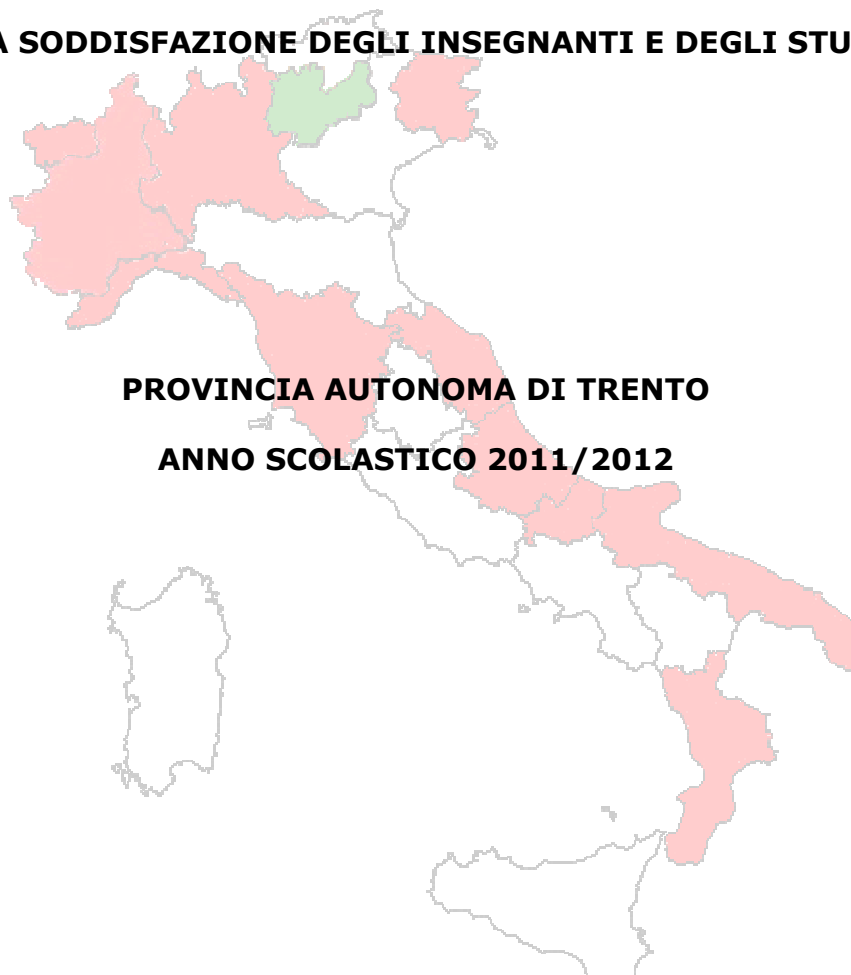 A SODDISFAZIONE DEGLI INSEGNANTI E DEGLI STU
PROVINCIA AUTONOMA DI TRENTO
ANNO SCOLASTICO 2011/2012